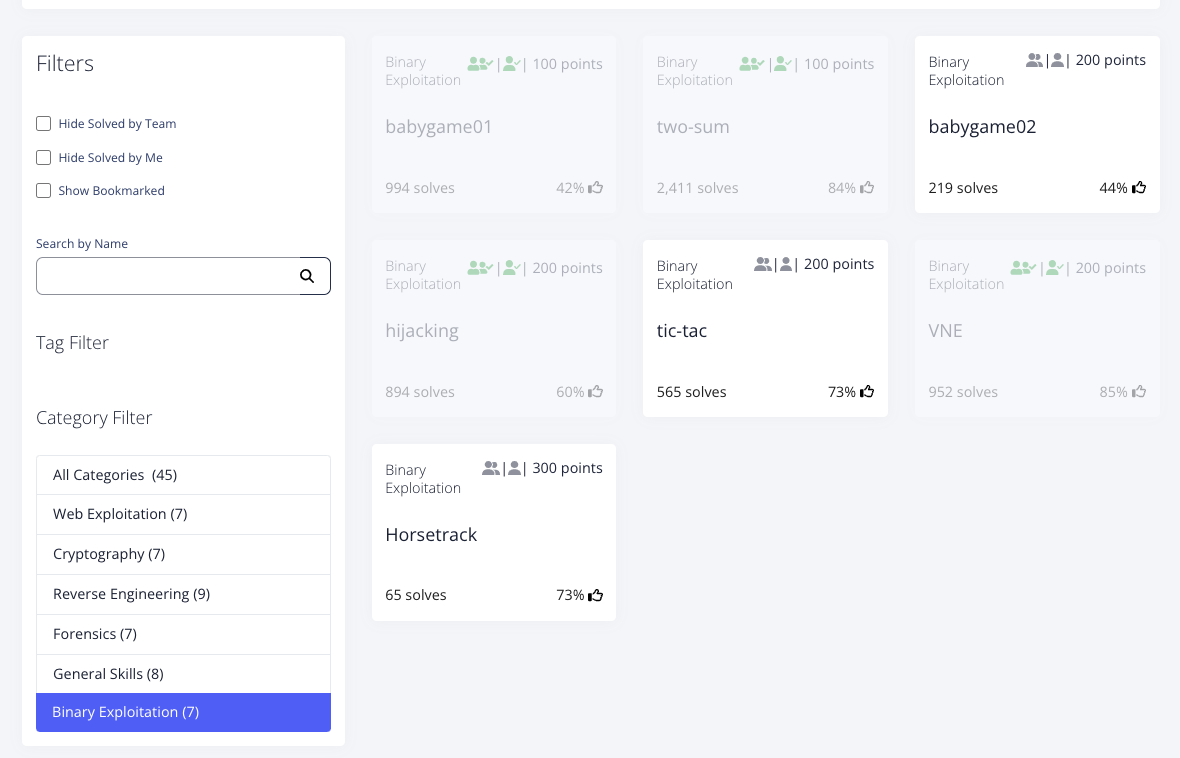 Filters
Hide Solved by Team
Hide Solved by Me
Show Bookmarked
Search by Name
Tag Filter
Category Filter
All Categories (45)
Web Exploitation (7)
Cryptography (7)
Reverse Engineering (9)
Forensics (7)
General Skills (8)
Binary Exploitation (7)
Binary
Exploitation
| | 100 points
babygame01
994 solves
42%
Binary
Exploitation
| | 100 points
two-sum
2,411 solves
84%
Binary
Exploitation
| | 200 points
babygame02
219 solves
44%
Binary
Exploitation
| | 200 points
hijacking
894 solves
60%
Binary
Exploitation
| | 200 points
tic-tac
565 solves
73%
Binary
Exploitation
| | 200 points
VNE
952 solves
85%
Binary
Exploitation
| | 300 points
Horsetrack
65 solves
73%